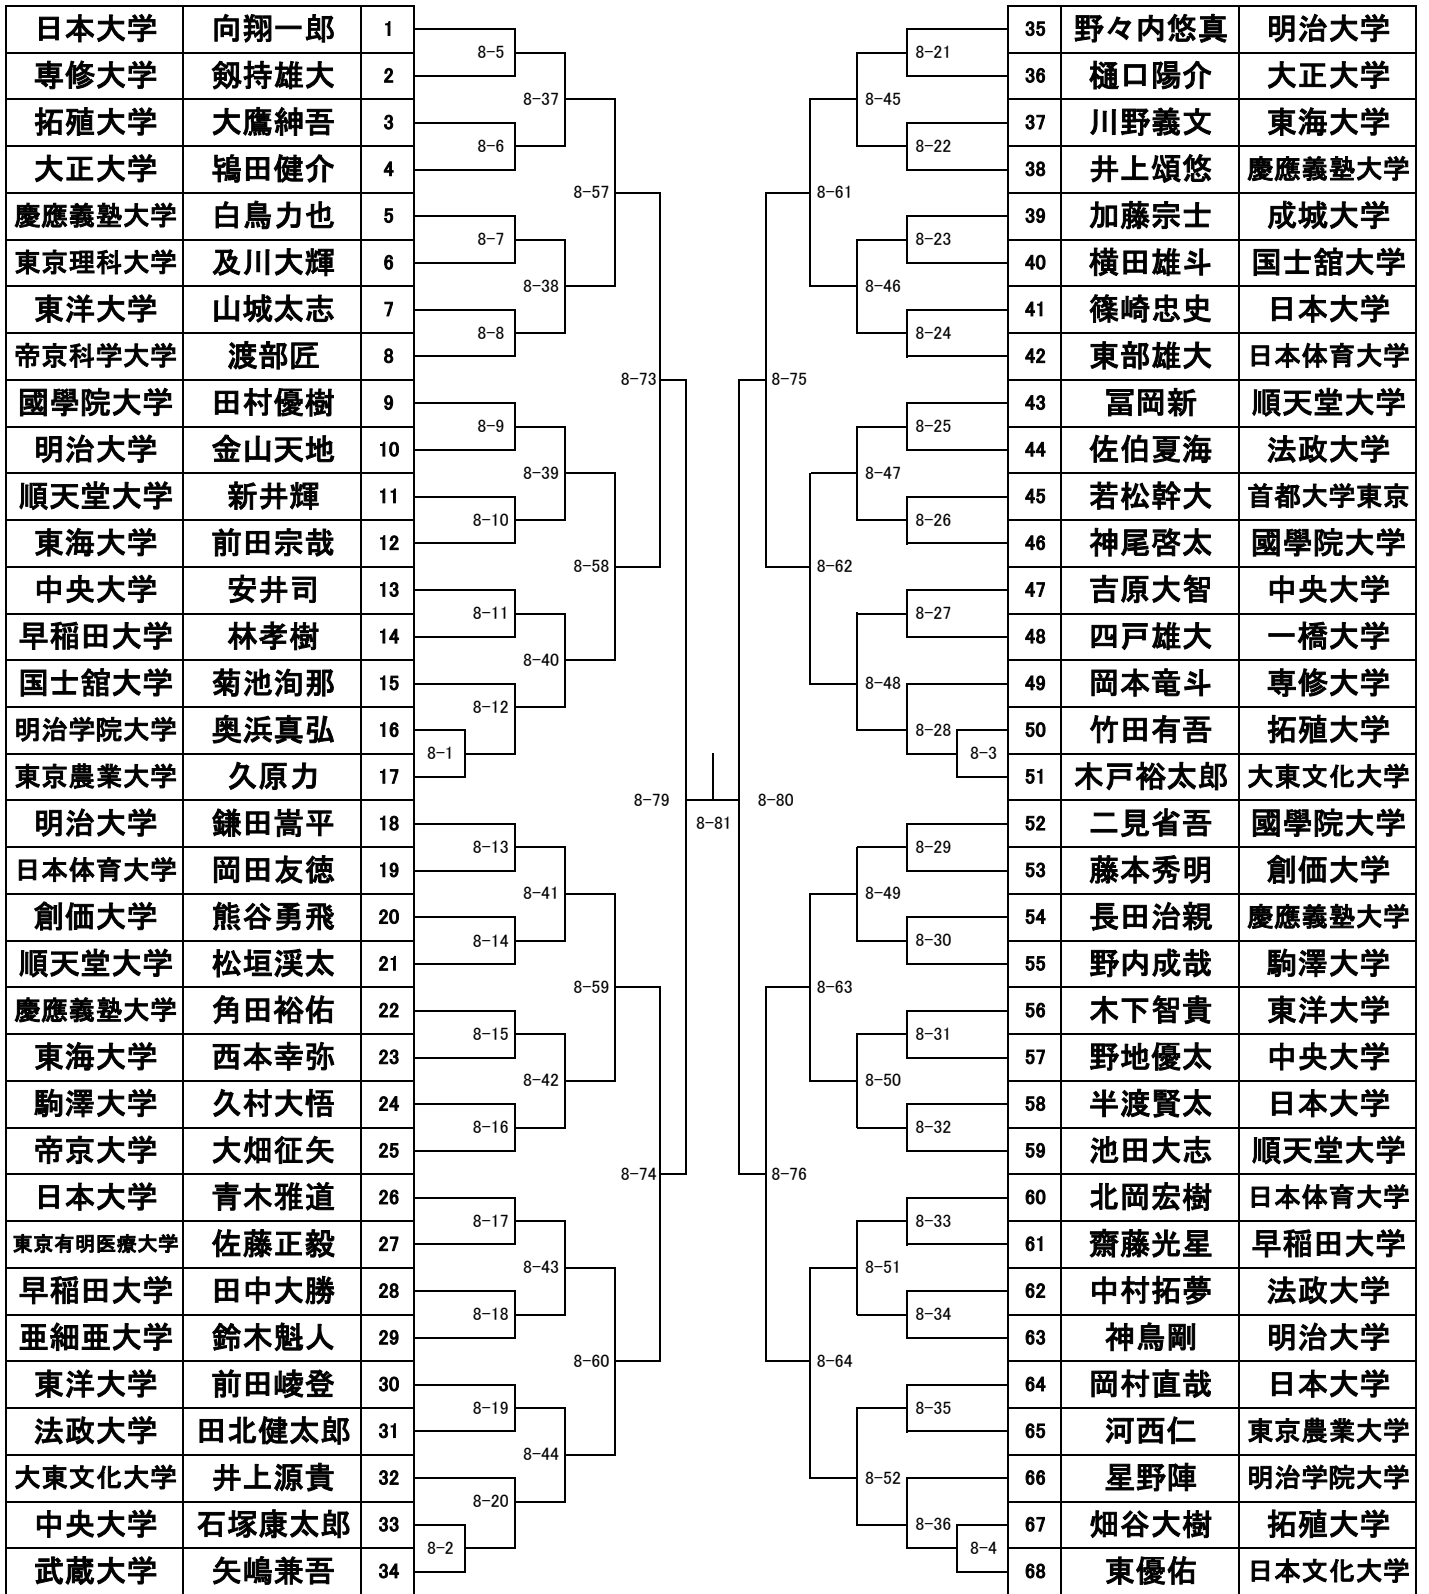 日本大学 向翔一郎 1
専修大学 剱持雄大 2
拓殖大学 大鷹紳吾 3
大正大学 鴇田健介 4
慶應義塾大学 白鳥力也 5
東京理科大学 及川大輝 6
東洋大学 山城太志 7
帝京科学大学 渡部匠 8
國學院大学 田村優樹 9
明治大学 金山天地 10
順天堂大学 新井輝 11
東海大学 前田宗哉 12
中央大学 安井司 13
早稲田大学 林孝樹 14
国士舘大学 菊池洵那 15
明治学院大学 奥浜真弘 16
東京農業大学 久原力 17
明治大学 鎌田嵩平 18
日本体育大学 岡田友徳 19
創価大学 熊谷勇飛 20
順天堂大学 松垣渓太 21
慶應義塾大学 角田裕佑 22
東海大学 西本幸弥 23
駒澤大学 久村大悟 24
帝京大学 大畑征矢 25
日本大学 青木雅道 26
東京有明医療大学 佐藤正毅 27
早稲田大学 田中大勝 28
亜細亜大学 鈴木魁人 29
東洋大学 前田崚登 30
法政大学 田北健太郎 31
大東文化大学 井上源貴 32
中央大学 石塚康太郎 33
武蔵大学 矢嶋兼吾 34
8-1
8-2
8-5
8-6
8-7
8-8
8-9
8-10
8-11
8-12
8-13
8-14
8-15
8-16
8-17
8-18
8-19
8-20
8-37
8-38
8-39
8-40
8-41
8-42
8-43
8-44
8-57
8-58
8-59
8-60
8-73
8-74
8-79
8-81
8-80
8-75
8-76
8-61
8-62
8-63
8-64
8-45
8-46
8-47
8-48
8-49
8-50
8-51
8-52
8-21
8-22
8-23
8-24
8-25
8-26
8-27
8-28
8-29
8-30
8-31
8-32
8-33
8-34
8-35
8-36
8-3
8-4
35 野々内悠真 明治大学
36 樋口陽介 大正大学
37 川野義文 東海大学
38 井上頌悠 慶應義塾大学
39 加藤宗士 成城大学
40 横田雄斗 国士舘大学
41 篠崎忠史 日本大学
42 東部雄大 日本体育大学
43 冨岡新 順天堂大学
44 佐伯夏海 法政大学
45 若松幹大 首都大学東京
46 神尾啓太 國學院大学
47 吉原大智 中央大学
48 四戸雄大 一橋大学
49 岡本竜斗 専修大学
50 竹田有吾 拓殖大学
51 木戸裕太郎 大東文化大学
52 二見省吾 國學院大学
53 藤本秀明 創価大学
54 長田治親 慶應義塾大学
55 野内成哉 駒澤大学
56 木下智貴 東洋大学
57 野地優太 中央大学
58 半渡賢太 日本大学
59 池田大志 順天堂大学
60 北岡宏樹 日本体育大学
61 齋藤光星 早稲田大学
62 中村拓夢 法政大学
63 神鳥剛 明治大学
64 岡村直哉 日本大学
65 河西仁 東京農業大学
66 星野陣 明治学院大学
67 畑谷大樹 拓殖大学
68 東優佑 日本文化大学